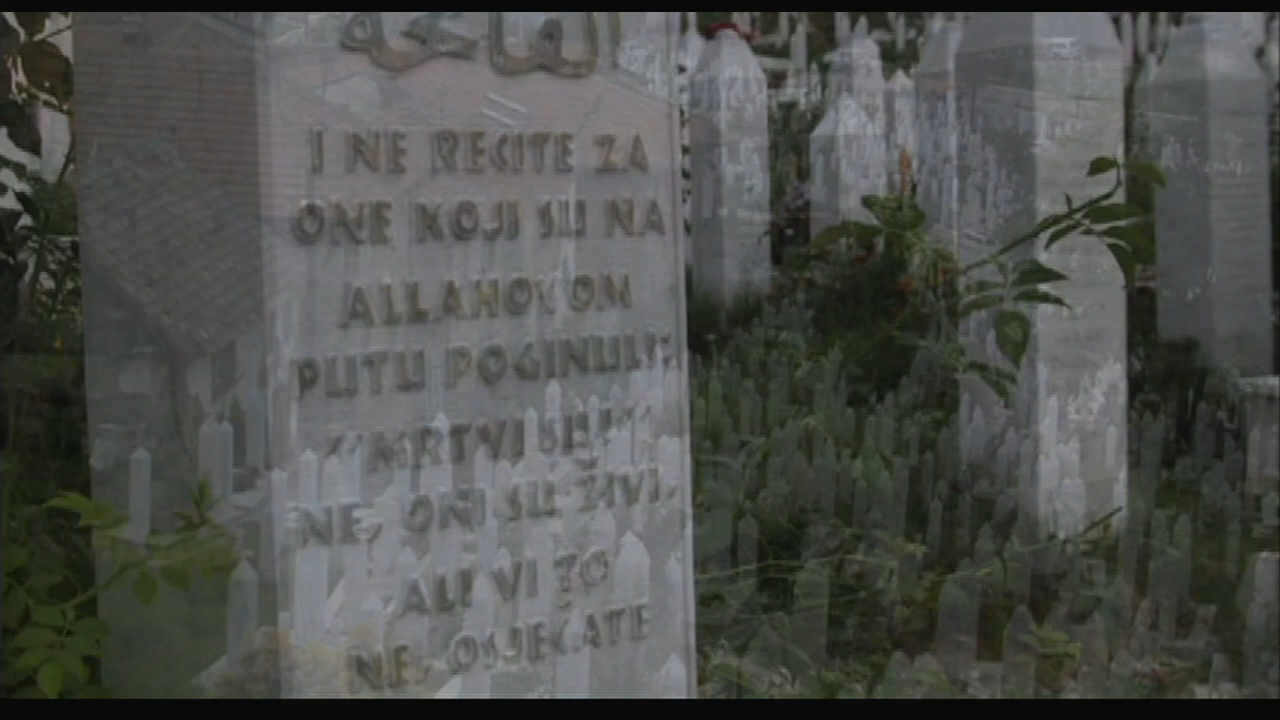 الفاتحة
I NE RECITE ZA
ONE KOJI SU NA
ALLAHOVOM
PUTU POGINULI:
"MRTVI SU!"
NE, ONI SU ŽIVI,
ALI VI TO
NE OSJEĆATE